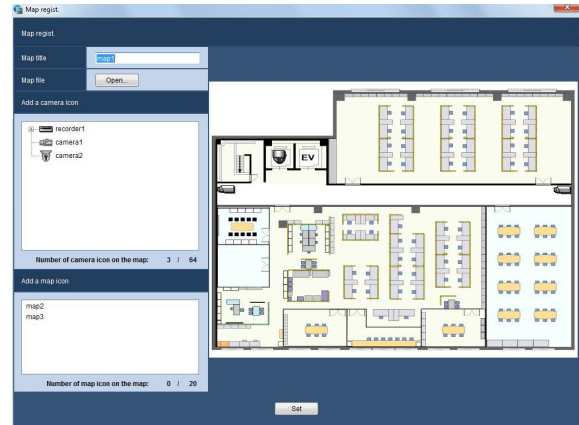 Map regist.
Map regist.
Map title
map1
Map file
Open...
Add a camera icon
recorder1
camera1
camera2
Number of camera icon on the map: 3 / 64
Add a map icon
map2
map3
Number of map icon on the map: 0 / 20
EV
Set